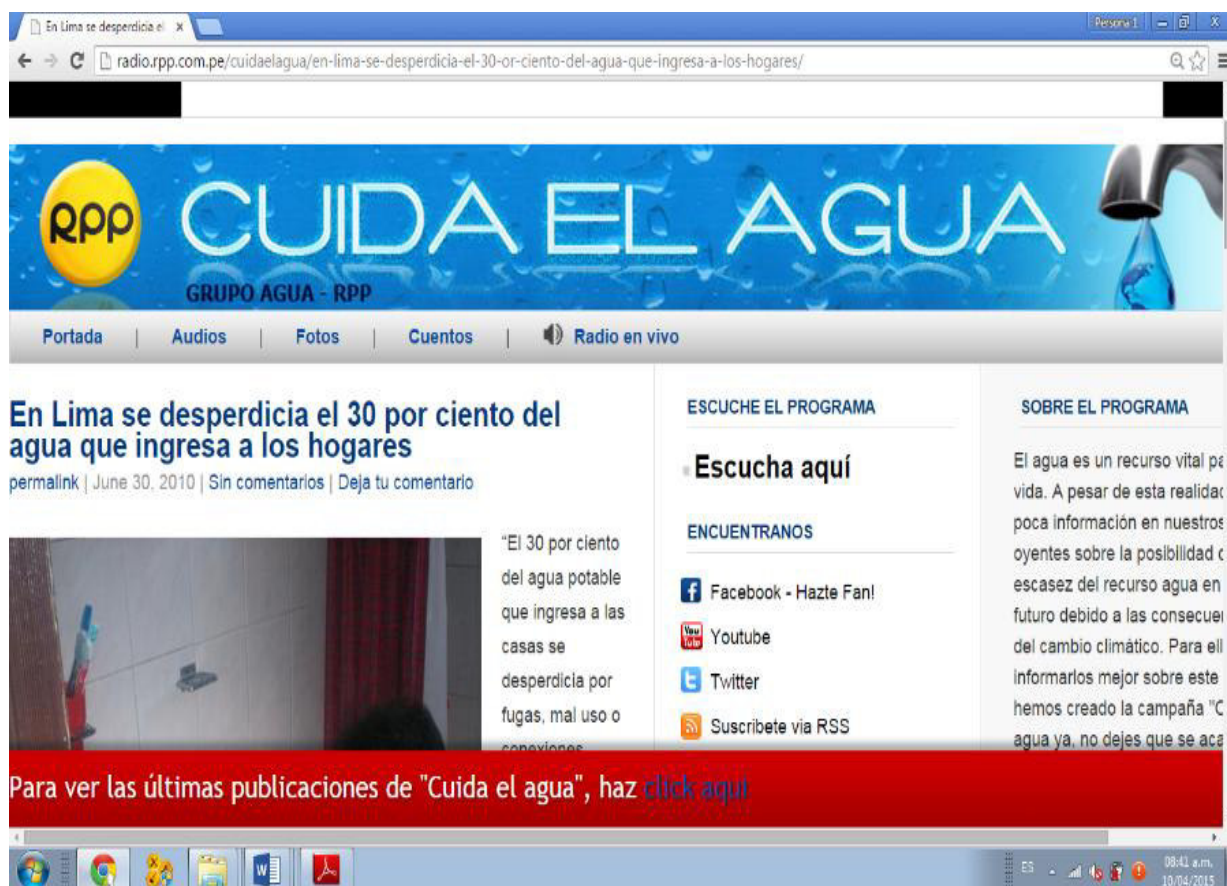 En Lima se desperdicia el
Persona 1
radio.rpp.com.pe/cuidaelagua/en-lima-se-desperdicia-el-30-or-ciento-del-agua-que-ingresa-a-los-hogares/
RPP
CUIDA EL AGUA
GRUPO AGUA - RPP
Portada | Audios | Fotos | Cuentos | Radio en vivo
En Lima se desperdicia el 30 por ciento del
agua que ingresa a los hogares
permalink | June 30, 2010 | Sin comentarios | Deja tu comentario
"El 30 por ciento
del agua potable
que ingresa a las
casas se
desperdicia por
fugas, mal uso o
conexiones
ESCUCHE EL PROGRAMA
Escucha aquí
ENCUENTRANOS
Facebook - Hazte Fan!
You Tube
Youtube
Twitter
Suscribete via RSS
SOBRE EL PROGRAMA
El agua es un recurso vital pa
vida. A pesar de esta realidad
poca información en nuestros
oyentes sobre la posibilidad d
escasez del recurso agua en
futuro debido a las consecuen
del cambio climático. Para ell
informarlos mejor sobre este
hemos creado la campaña "C
agua ya, no dejes que se aca
Para ver las últimas publicaciones de "Cuida el agua", haz click aqui
ES
08:41 a.m.
10/04/2015